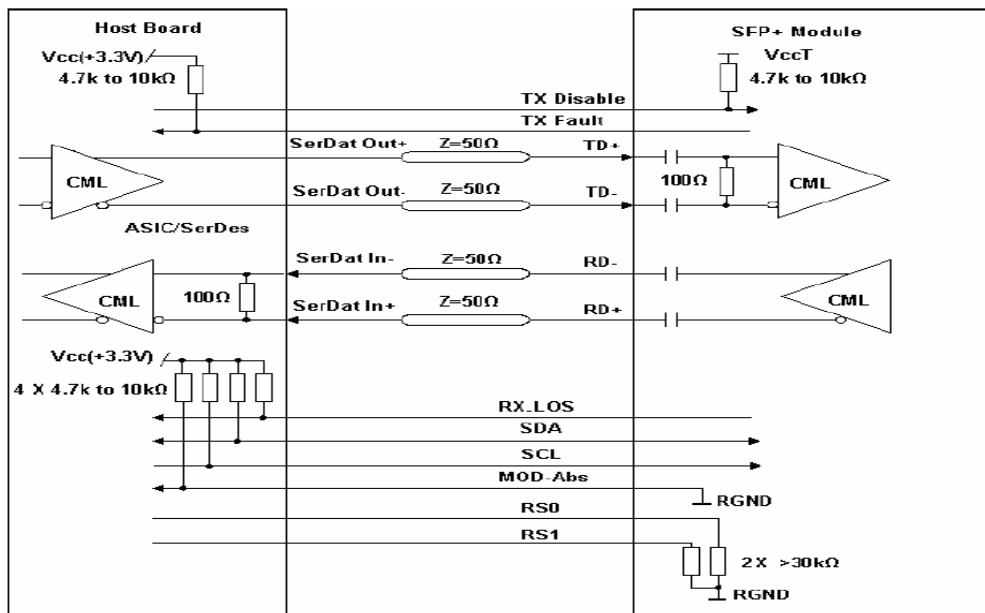 Host Board
SFP+ Module
Vcc(+3.3V)
4.7k to 10kΩ
VccT
4.7k to 10kΩ
TX Disable
TX Fault
SerDat Out+
Z=50Ω
TD+
CML
100Ω
CML
SerDat Out-
Z=50Ω
TD-
ASIC/SerDes
SerDat In-
Z=50Ω
RD-
CML
100Ω
CML
SerDat In+
Z=50Ω
RD+
Vcc(+3.3V)
4 X 4.7k to 10kΩ
RX_LOS
SDA
SCL
MOD-Abs
RGND
RS0
RS1
2 X >30kΩ
RGND